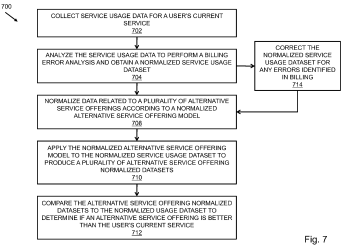 700
COLLECT SERVICE USAGE DATA FOR A USER'S CURRENT
SERVICE
702
ANALYZE THE SERVICE USAGE DATA TO PERFORM A BILLING
ERROR ANALYSIS AND OBTAIN A NORMALIZED SERVICE USAGE
DATASET
704
CORRECT THE
NORMALIZED SERVICE
USAGE DATASET FOR
ANY ERRORS IDENTIFIED
IN BILLING
714
NORMALIZE DATA RELATED TO A PLURALITY OF ALTERNATIVE
SERVICE OFFERINGS ACCORDING TO A NORMALIZED
ALTERNATIVE SERVICE OFFERING MODEL
708
APPLY THE NORMALIZED ALTERNATIVE SERVICE OFFERING
MODEL TO THE NORMALIZED SERVICE USAGE DATASET TO
PRODUCE A PLURALITY OF ALTERNATIVE SERVICE OFFERING
NORMALIZED DATASETS
710
COMPARE THE ALTERNATIVE SERVICE OFFERING NORMALIZED
DATASETS TO THE NORMALIZED USAGE DATASET TO
DETERMINE IF AN ALTERNATIVE OFFERING IS BETTER
THAN THE USER'S CURRENT SERVICE
712
Fig. 7